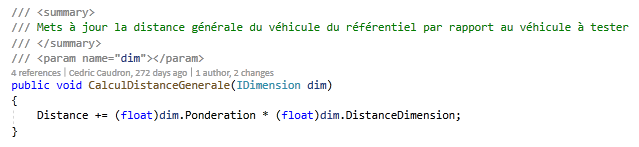 /// <summary>
/// Mets à jour la distance générale du véhicule du référentiel par rapport au véhicule à tester
/// </summary>
/// <param name="dim"></param>
4 references | Cedric Caudron, 272 days ago | 1 author, 2 changes
public void CalculDistanceGenerale(IDimension dim)
{
    Distance += (float)dim.Ponderation * (float)dim.DistanceDimension;
}